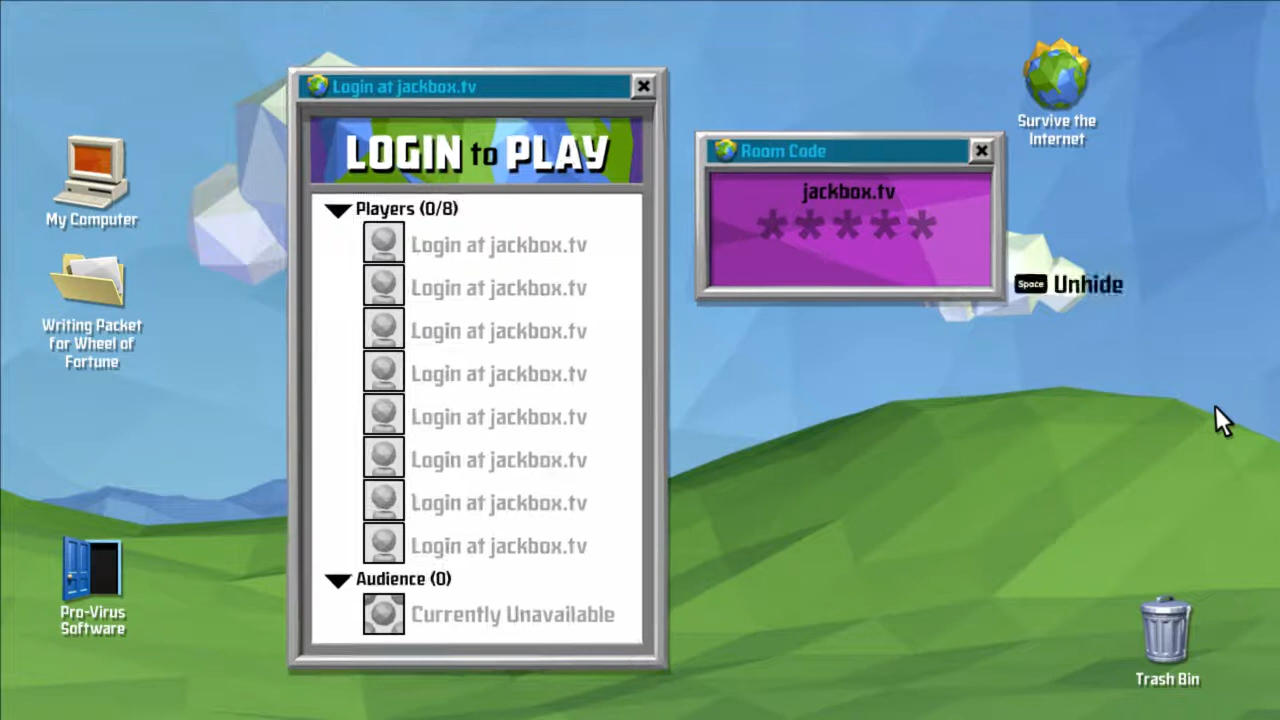 Login at jackbox.tv
LOGIN to PLAY
Players (0/8)
Login at jackbox.tv
Login at jackbox.tv
Login at jackbox.tv
Login at jackbox.tv
Login at jackbox.tv
Login at jackbox.tv
Login at jackbox.tv
Login at jackbox.tv
Audience (0)
Currently Unavailable
Room Code
jackbox.tv
*****
Space Unhide
Survive the
Internet
My Computer
Writing Packet
for Wheel of
Fortune
Pro-Virus
Software
Trash Bin